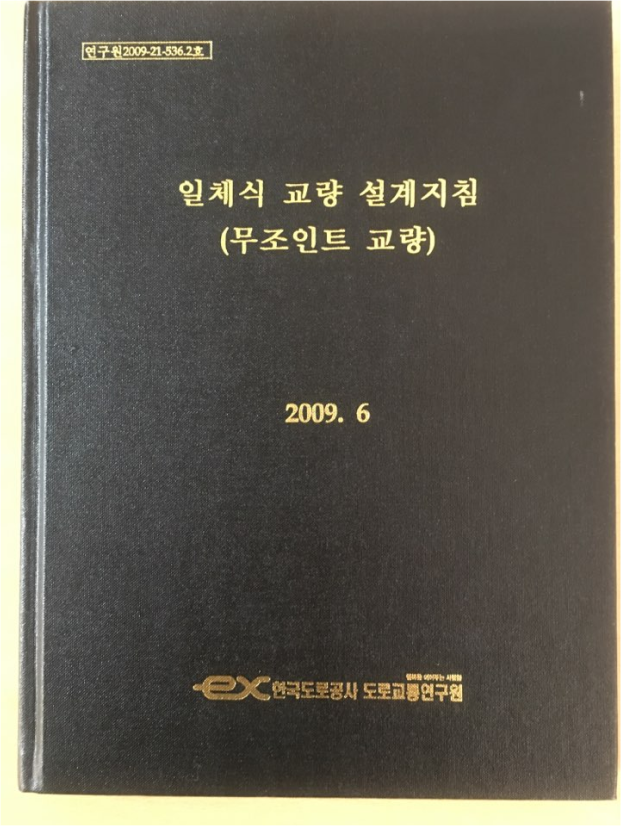 연구원2009-21-536.2호
일체식 교량 설계지침
(무조인트 교량)
2009. 6
ex 한국도로공사 도로교통연구원